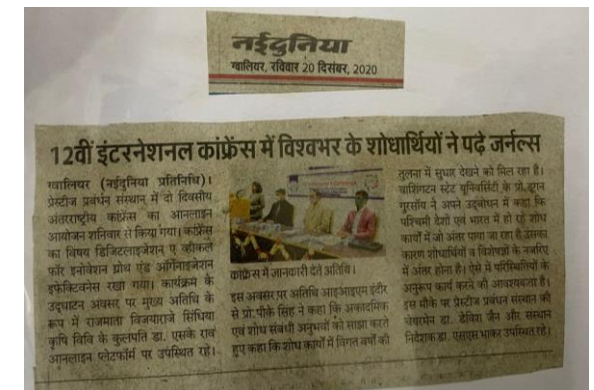 नईदुनिया
ग्वालियर, रविवार 20 दिसंबर, 2020
12वीं इंटरनेशनल कांफ्रेंस में विश्वभर के शोधार्थियों ने पढ़े जर्नल्स
ग्वालियर (नईदुनिया प्रतिनिधि)।
प्रेस्टीज प्रबंधन संस्थान में दो दिवसीय
अंतरराष्ट्रीय कांफ्रेंस का आनलाइन
आयोजन शनिवार से किया गया। कांफ्रेंस
का विषय डिजिटलाइजेशन ए व्हीकल
फॉर इनोवेशन ग्रोथ एंड ऑर्गेनाइजेशन
इफेक्टिवनेस रखा गया। कार्यक्रम के
उद्घाटन अवसर पर मुख्य अतिथि के
रूप में राजमाता विजयाराजे सिंधिया
कृषि विवि के कुलपति डा. एसके राव
आनलाइन प्लेटफॉर्म पर उपस्थित रहे।
कांफ्रेंस में जानकारी देते अतिथि।
इस अवसर पर अतिथि आइआइएम इंदौर
से प्रो.पीके सिंह ने कहा कि अकादमिक
एवं शोध संबंधी अनुभवों को साझा करते
हुए कहा कि शोध कार्यों में विगत वर्षों की
तुलना में सुधार देखने को मिल रहा है।
वाशिंगटन स्टेट यूनिवर्सिटी के प्रो.
गुरसॉय ने अपने उद्बोधन में कहा कि
पश्चिमी देशों एवं भारत में हो रहे शोध
कार्यों में जो अंतर पाया जा रहा है उसका
कारण शोधार्थियों व विशेषज्ञों के नजरिए
में अंतर होना है। ऐसे में परिस्थितियों के
अनुरूप कार्य करने की आवश्यकता है।
इस मौके पर प्रेस्टीज प्रबंधन संस्थान की
चेयरमेन डा. डेविश जैन और संस्थान
निदेशक डा. एसएस भाकर उपस्थित रहे।